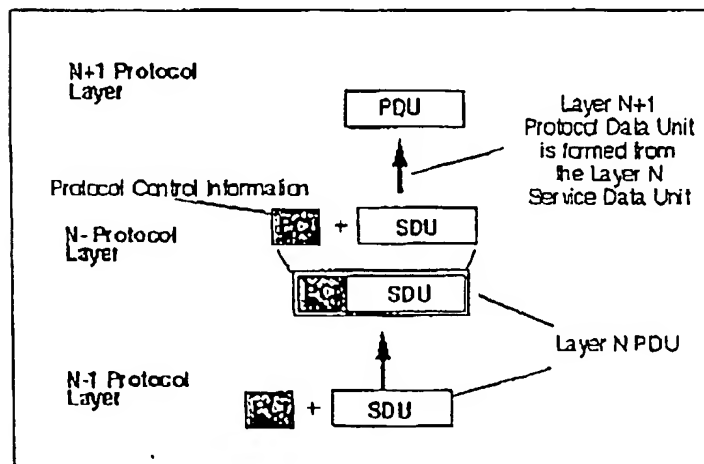 N+1 Protocol
Layer
PDU
Layer N+1
Protocol Data Unit
is formed from
the Layer N
Service Data Unit
Protocol Control Information
+
SDU
N- Protocol
Layer
SDU
Layer N PDU
N-1 Protocol
Layer
+
SDU